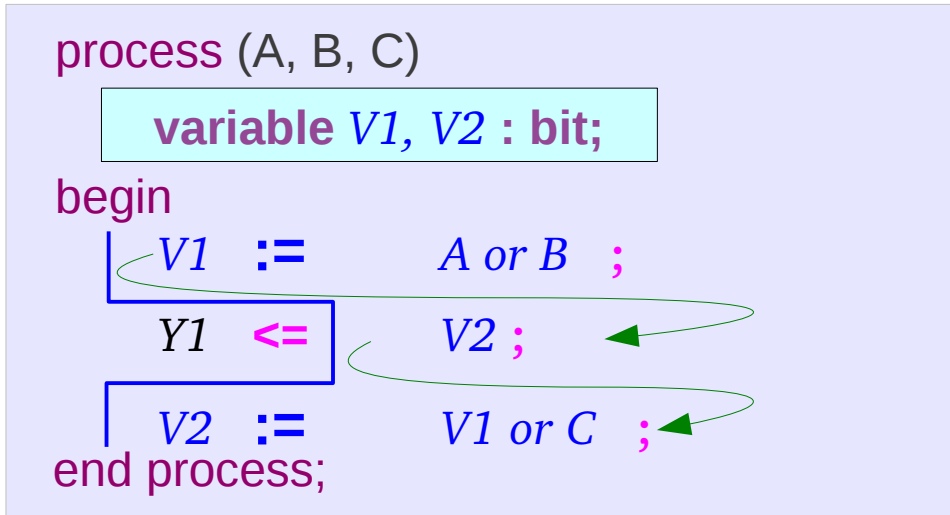 process (A, B, C)
variable V1, V2 : bit;
begin
V1 := A or B ;
Y1 <= V2 ;
V2 := V1 or C ;
end process;